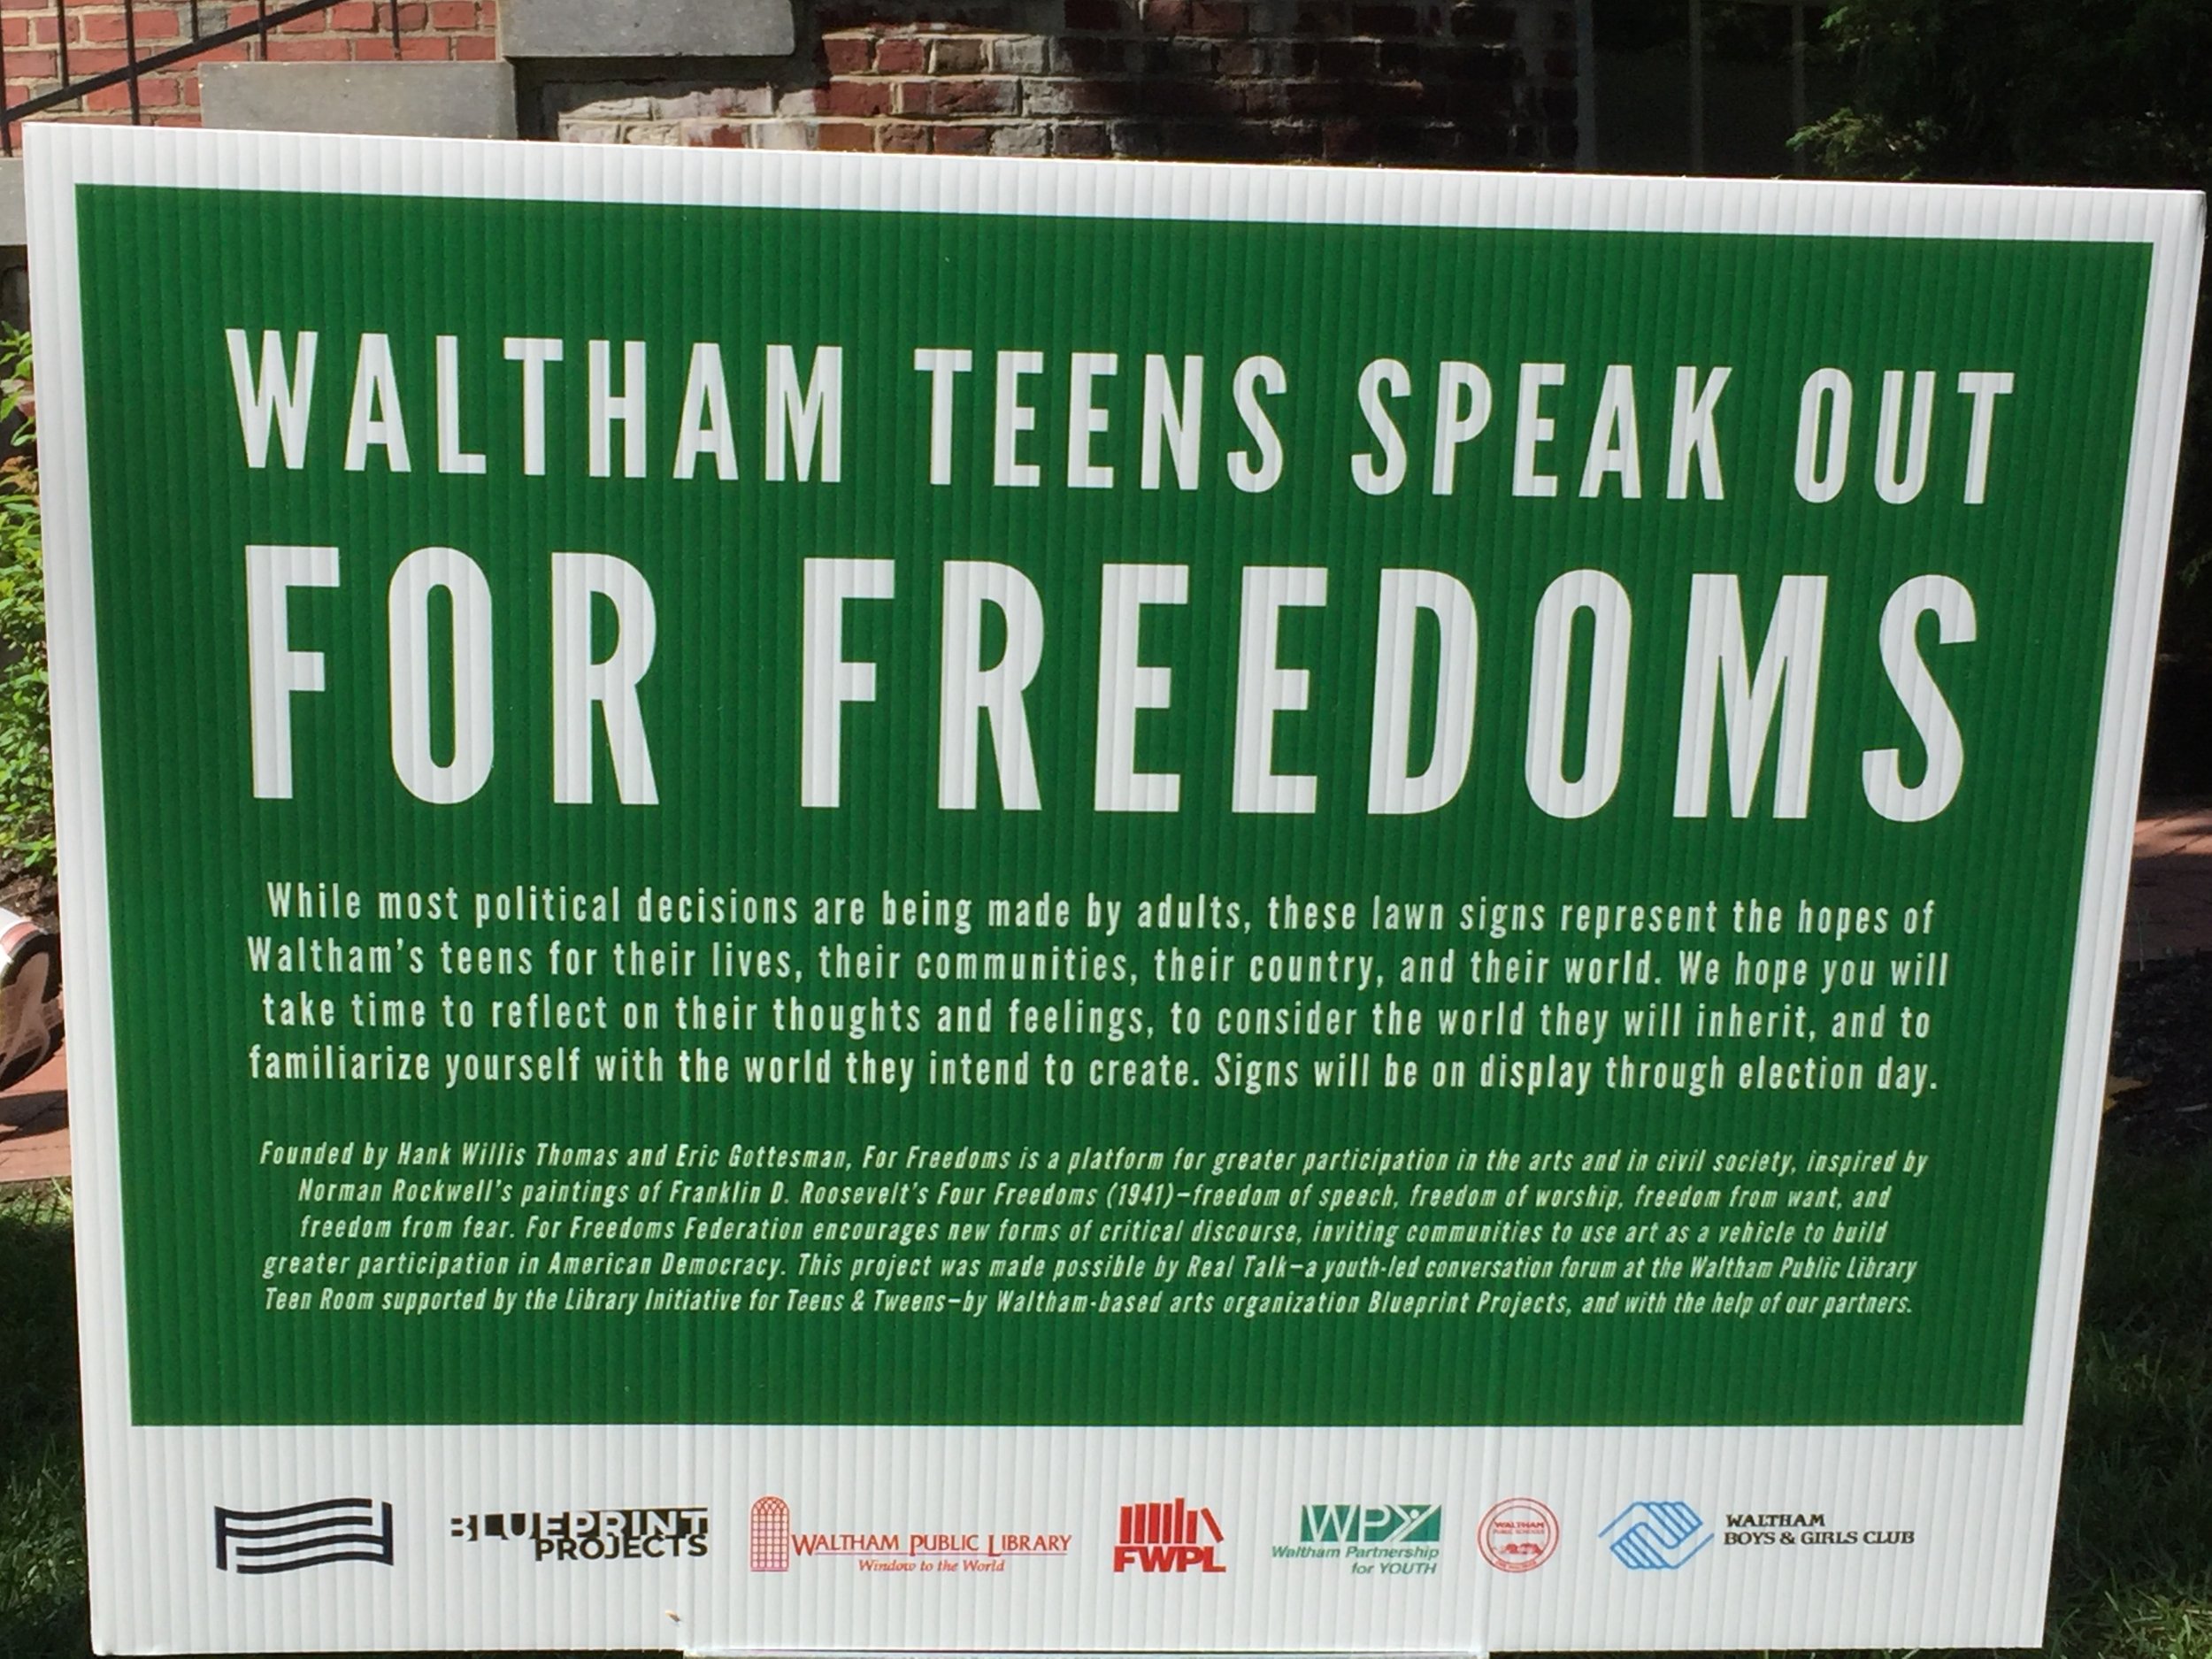 WALTHAM TEENS SPEAK OUT
FOR FREEDOMS
While most political decisions are being made by adults, these lawn signs represent the hopes of
Waltham's teens for their lives, their communities, their country, and their world. We hope you will
take time to reflect on their thoughts and feelings, to consider the world they will inherit, and to
familiarize yourself with the world they intend to create. Signs will be on display through election day.
Founded by Hank Willis Thomas and Eric Gottesman, For Freedoms is a platform for greater participation in the arts and in civil society, inspired by
Norman Rockwell's paintings of Franklin D. Roosevelt's Four Freedoms (1941)–freedom of speech, freedom of worship, freedom from want, and
freedom from fear. For Freedoms Federation encourages new forms of critical discourse, inviting communities to use art as a vehicle to build
greater participation in American Democracy. This project was made possible by Real Talk–a youth-led conversation forum at the Waltham Public Library
Teen Room supported by the Library Initiative for Teens & Tweens–by Waltham-based arts organization Blueprint Projects, and with the help of our partners.
BLUEPRINT
PROJECTS
WALTHAM PUBLIC LIBRARY
Window to the World
FWPL
WPY
Waltham Partnership
for YOUTH
WALTHAM
PUBLIC SCHOOLS
WALTHAM
BOYS & GIRLS CLUB